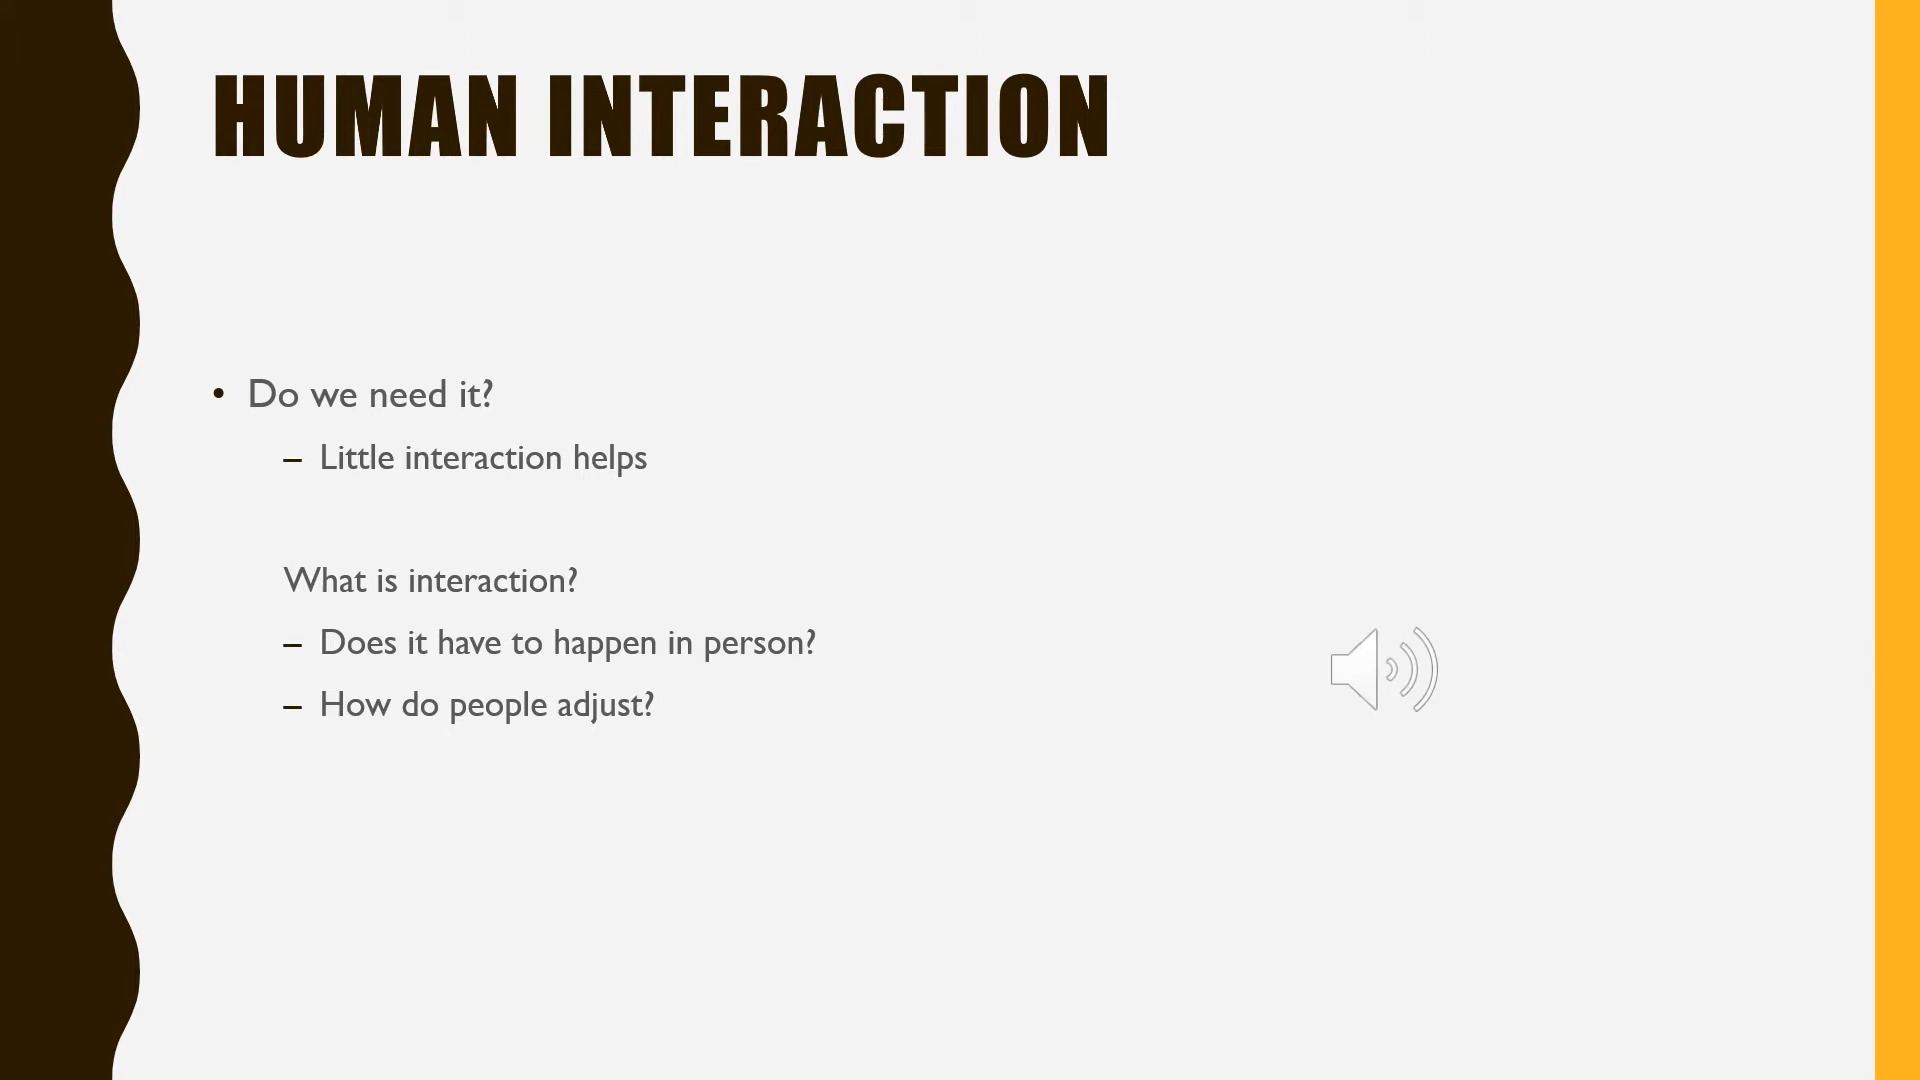 HUMAN INTERACTION
• Do we need it?
– Little interaction helps
What is interaction?
– Does it have to happen in person?
– How do people adjust?